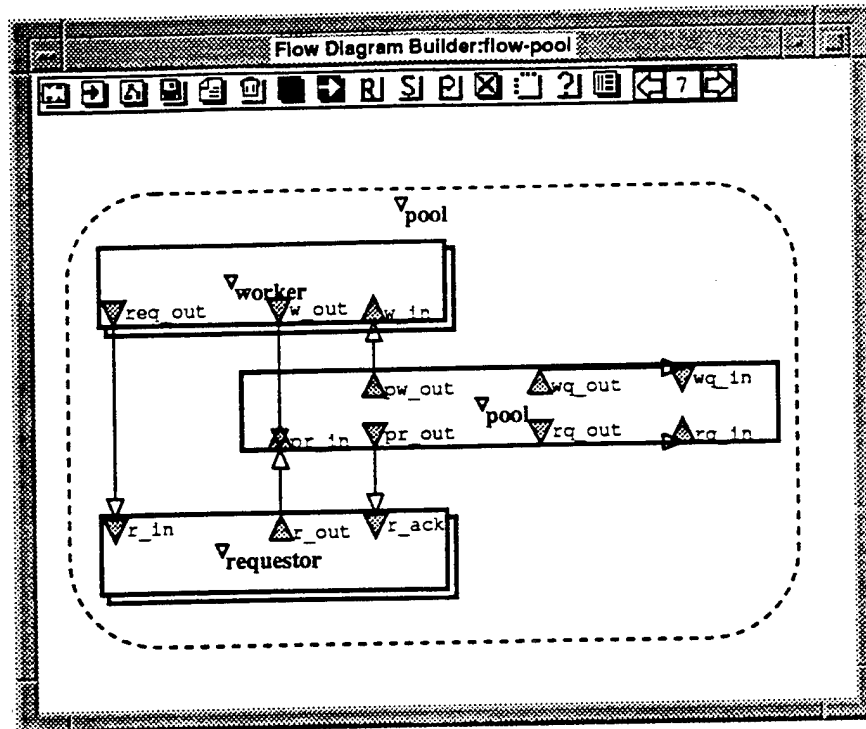 Flow Diagram Builder:flow-pool
R S P ? 7
pool
worker
req_out w_out w_in
pw_out wq_out wq_in
pool
pr_in pr_out rq_out rq_in
r_in r_out r_ack
requestor